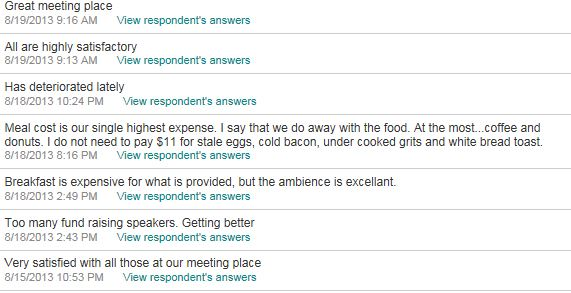 Great meeting place
8/19/2013 9:16 AM View respondent's answers
All are highly satisfactory
8/19/2013 9:13 AM View respondent's answers
Has deteriorated lately
8/18/2013 10:24 PM View respondent's answers
Meal cost is our single highest expense. I say that we do away with the food. At the most...coffee and
donuts. I do not need to pay $11 for stale eggs, cold bacon, under cooked grits and white bread toast.
8/18/2013 8:16 PM View respondent's answers
Breakfast is expensive for what is provided, but the ambience is excellant.
8/18/2013 2:49 PM View respondent's answers
Too many fund raising speakers. Getting better
8/18/2013 2:43 PM View respondent's answers
Very satisfied with all those at our meeting place
8/15/2013 10:53 PM View respondent's answers